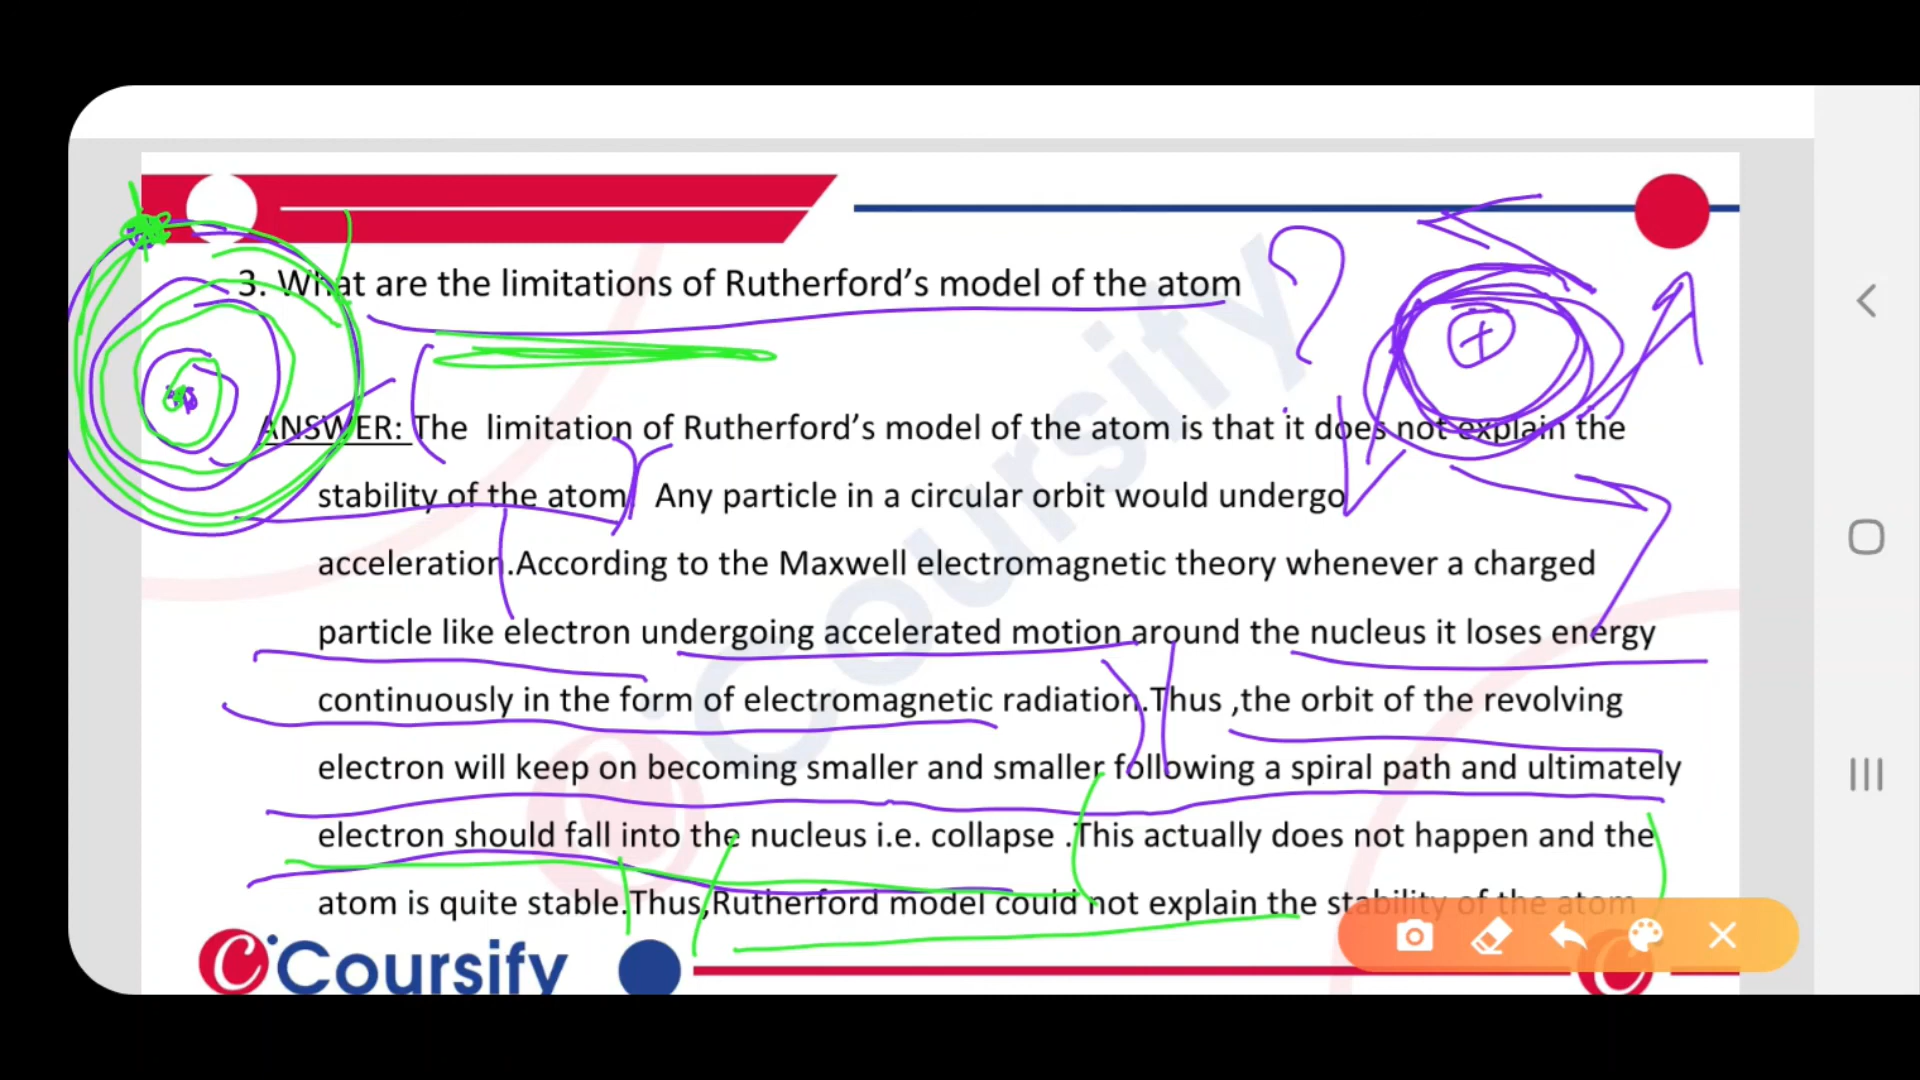 3. What are the limitations of Rutherford's model of the atom ?
+
ANSWER: The limitation of Rutherford's model of the atom is that it does not explain the
stability of the atom. Any particle in a circular orbit would undergo
acceleration.According to the Maxwell electromagnetic theory whenever a charged
particle like electron undergoing accelerated motion around the nucleus it loses energy
continuously in the form of electromagnetic radiation.Thus ,the orbit of the revolving
electron will keep on becoming smaller and smaller following a spiral path and ultimately
electron should fall into the nucleus i.e. collapse .This actually does not happen and the
atom is quite stable.Thus,Rutherford model could not explain the stability of the atom
Coursify
Coursify